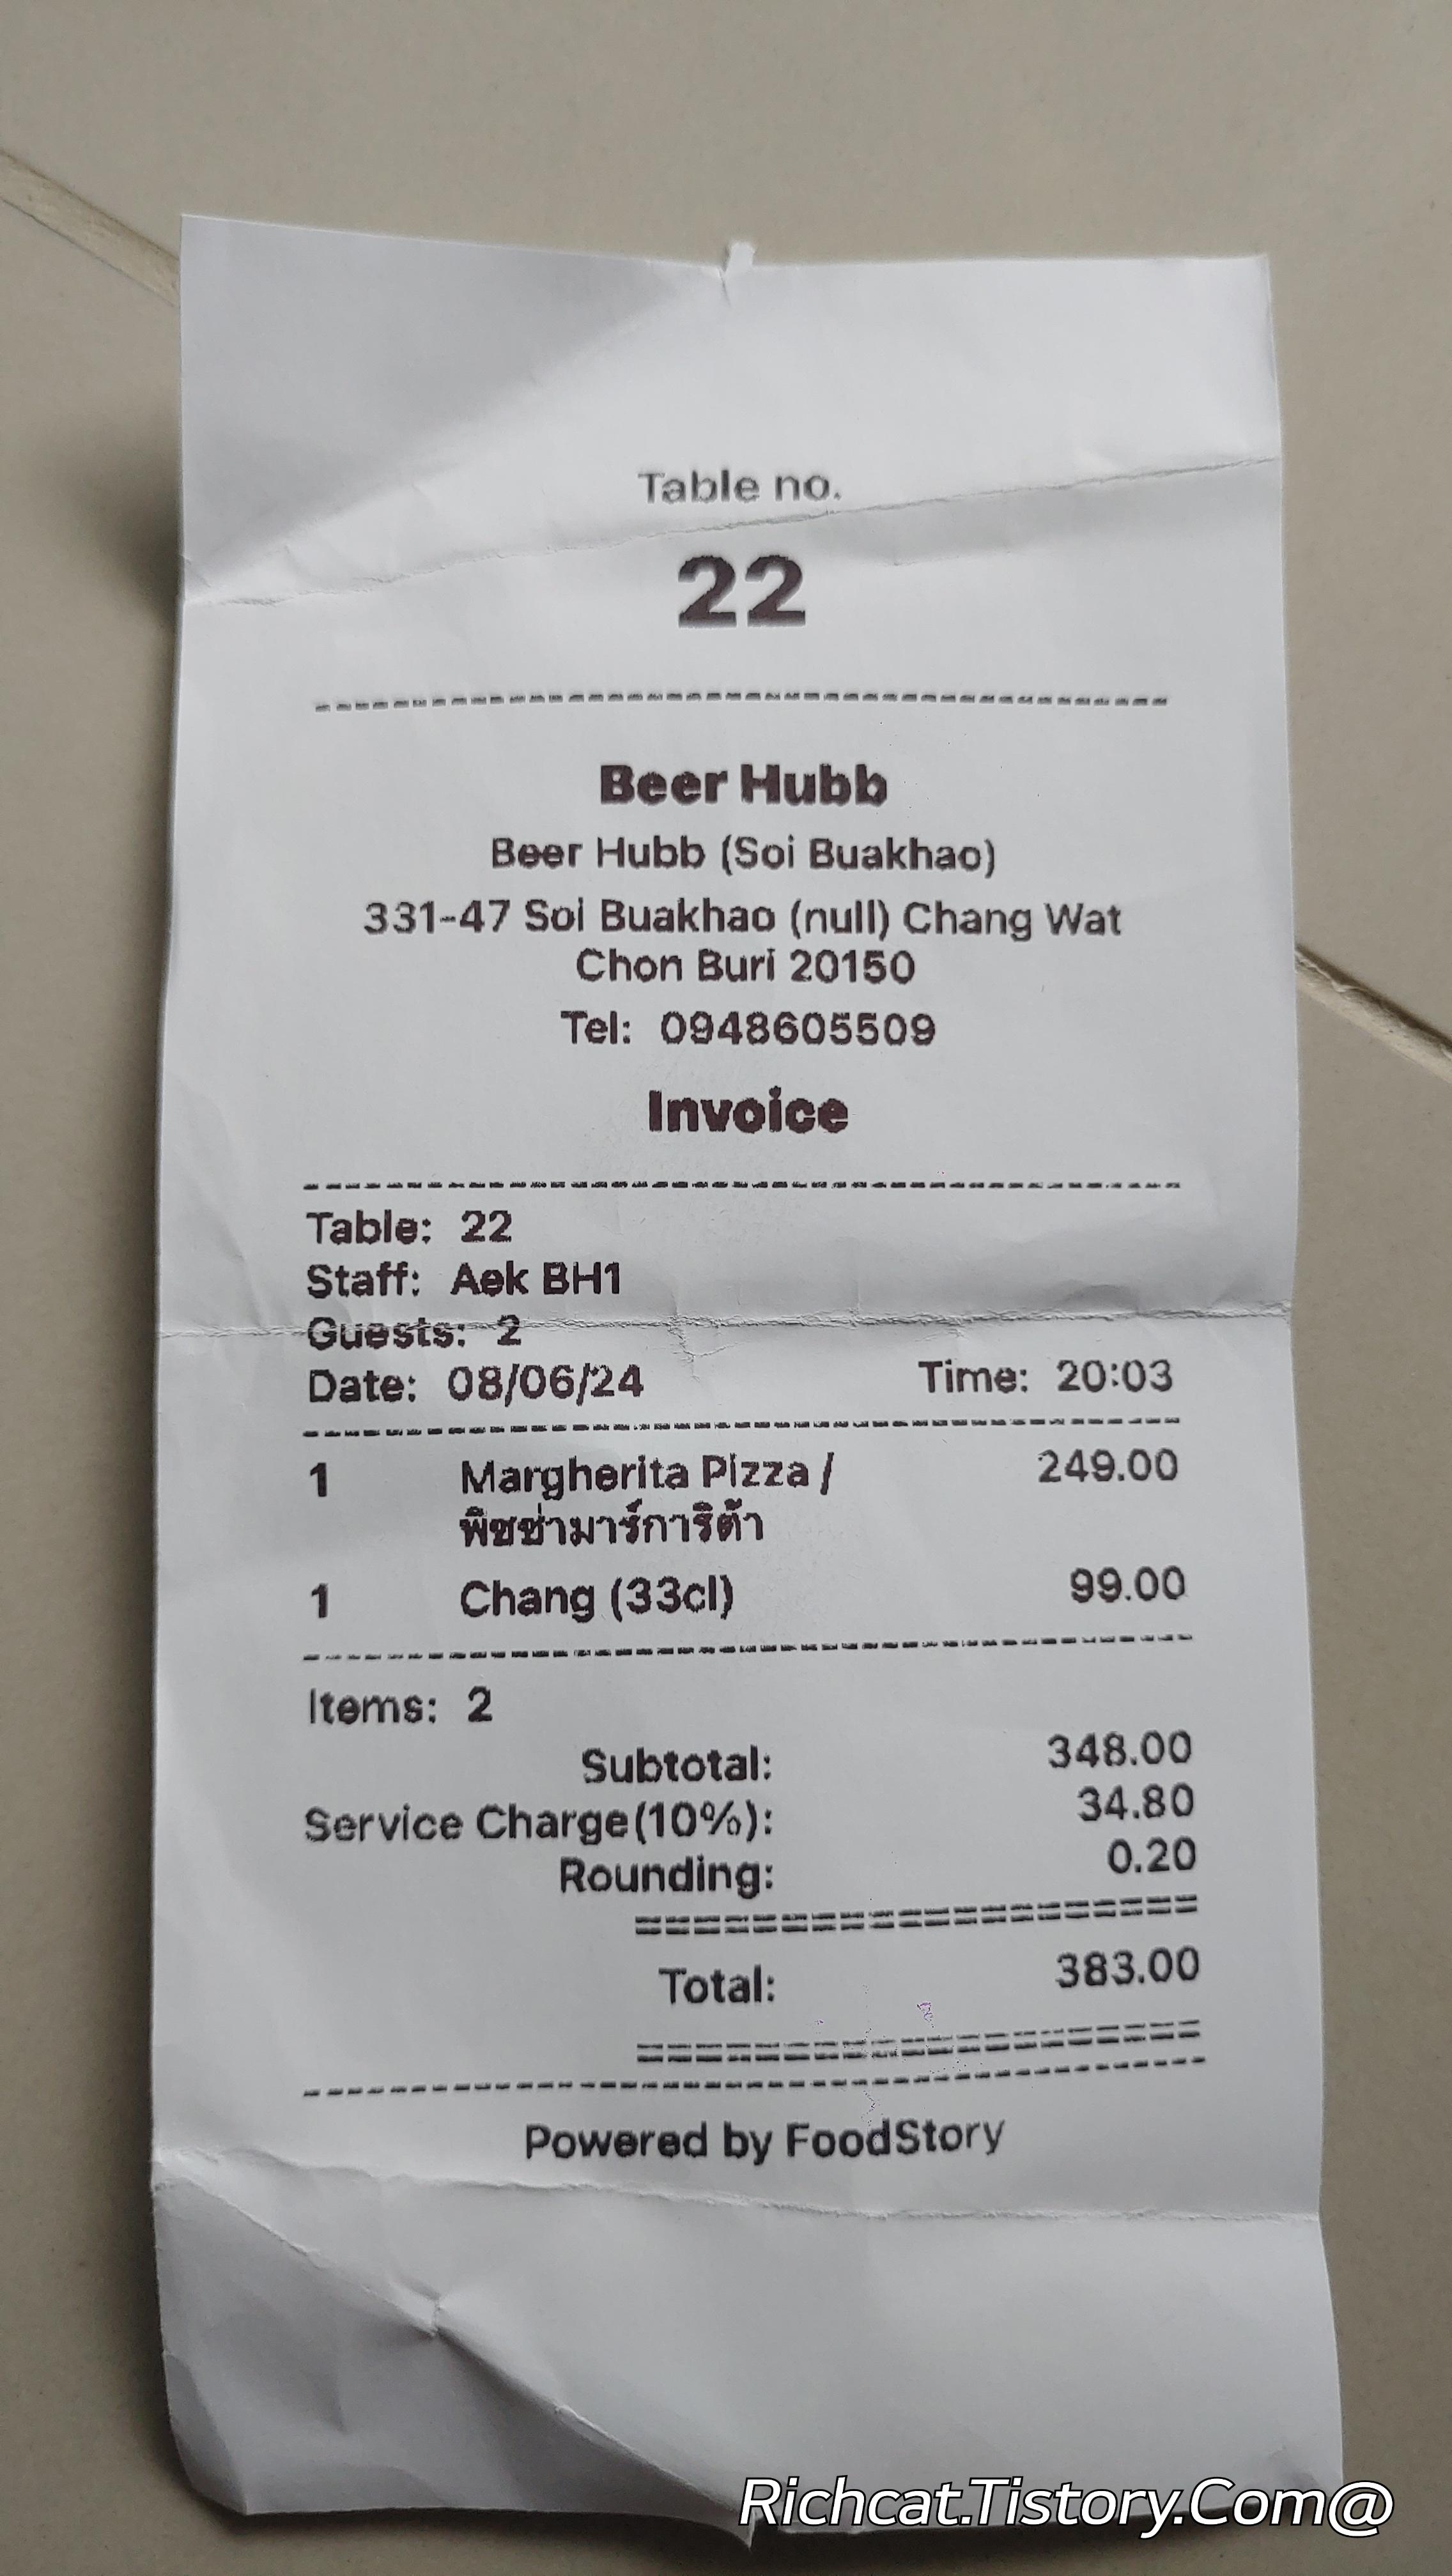 Table no.
22
Beer Hubb
Beer Hubb (Soi Buakhao)
331-47 Soi Buakhao (null) Chang Wat
Chon Buri 20150
Tel: 0948605509
Invoice
Table: 22
Staff: Aek BH1
Guests: 2
Date: 08/06/24 Time: 20:03
1 Margherita Pizza / 249.00
พิซซ่ามาร์การิต้า
1 Chang (33cl) 99.00
Items: 2
Subtotal: 348.00
Service Charge(10%): 34.80
Rounding: 0.20
Total: 383.00
Powered by FoodStory
Richcat.Tistory.Com@